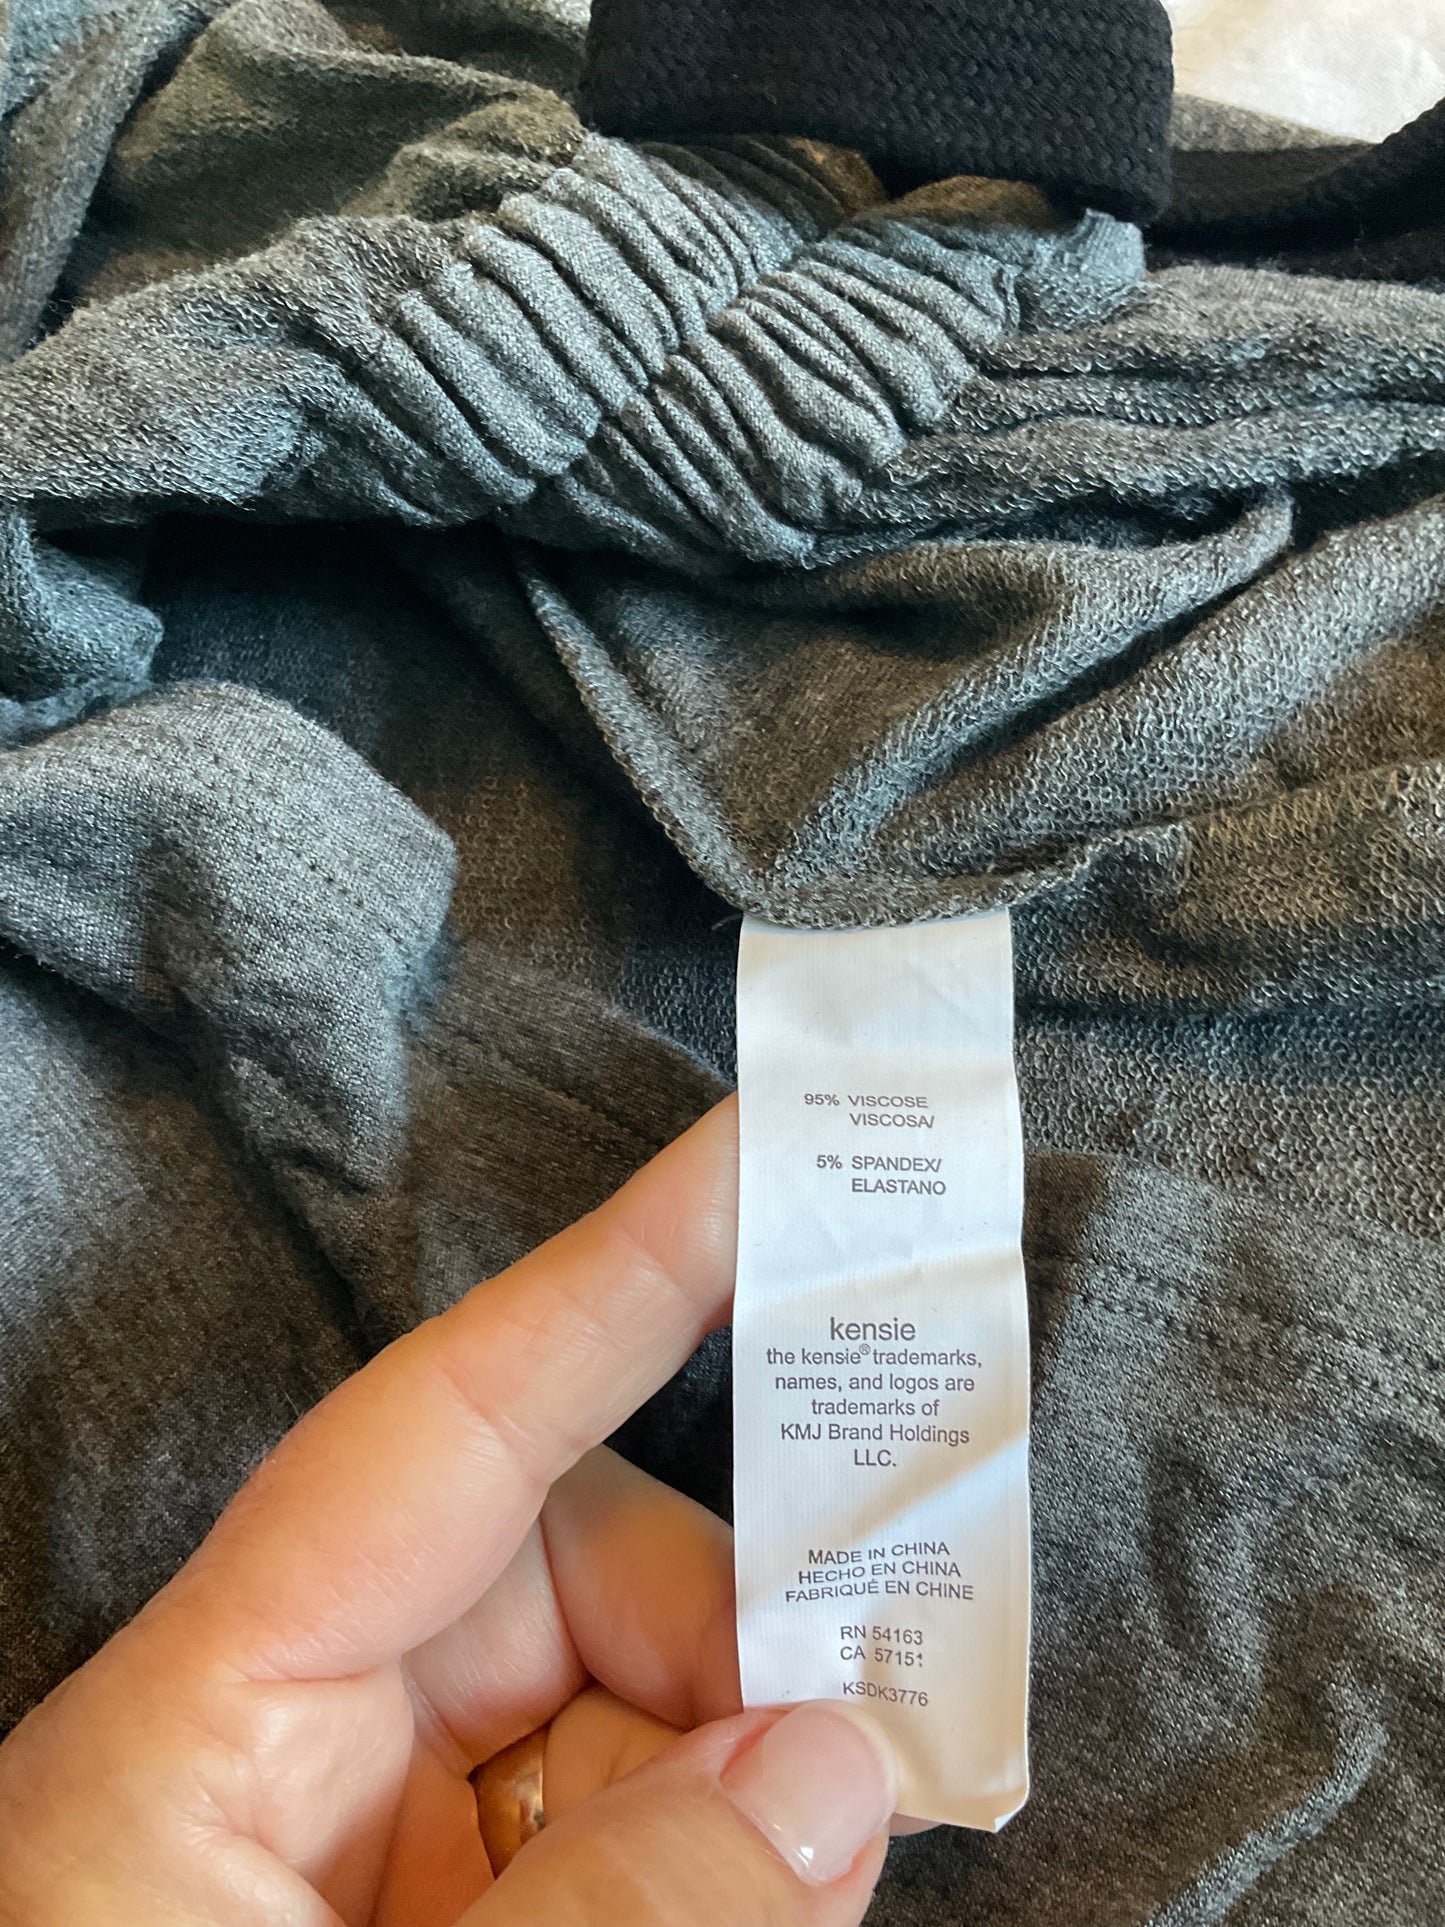 95% VISCOSE
VISCOSA/
5% SPANDEX/
ELASTANO
kensie
the kensie® trademarks,
names, and logos are
trademarks of
KMJ Brand Holdings
LLC.
MADE IN CHINA
HECHO EN CHINA
FABRIQUÉ EN CHINE
RN 54163
CA 57151
KSDK3776